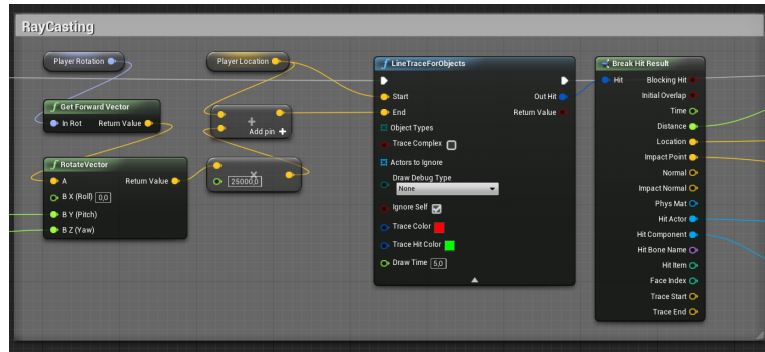 RayCasting
Player Rotation
Player Location
Get Forward Vector
In Rot Return Value
RotateVector
A Return Value
B X (Roll) 0,0
B Y (Pitch)
B Z (Yaw)
+
Add pin +
x
25000,0
LineTraceForObjects
Start Out Hit
End Return Value
Object Types
Trace Complex
Actors to Ignore
Draw Debug Type
None
Ignore Self
Trace Color
Trace Hit Color
Draw Time 5,0
Break Hit Result
Hit Blocking Hit
Initial Overlap
Time
Distance
Location
Impact Point
Normal
Impact Normal
Phys Mat
Hit Actor
Hit Component
Hit Bone Name
Hit Item
Face Index
Trace Start
Trace End